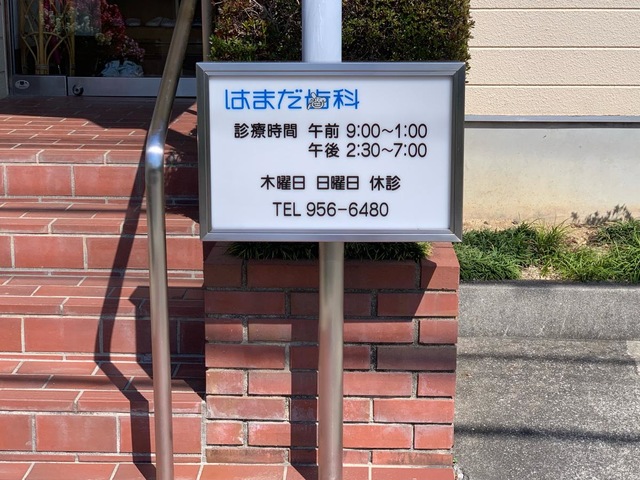 はまだ歯科
診療時間 午前 9:00~1:00
午後 2:30~7:00
木曜日 日曜日 休診
TEL 956-6480